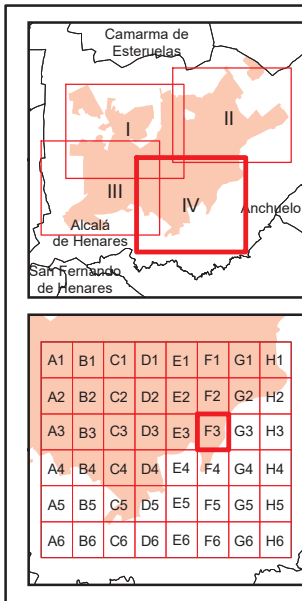 Camarma de
Esteruelas
I
II
III
IV
Anchuelo
Alcalá
de Henares
San Fernando
de Henares
A1 B1 C1 D1 E1 F1 G1 H1
A2 B2 C2 D2 E2 F2 G2 H2
A3 B3 C3 D3 E3 F3 G3 H3
A4 B4 C4 D4 E4 F4 G4 H4
A5 B5 C5 D5 E5 F5 G5 H5
A6 B6 C6 D6 E6 F6 G6 H6